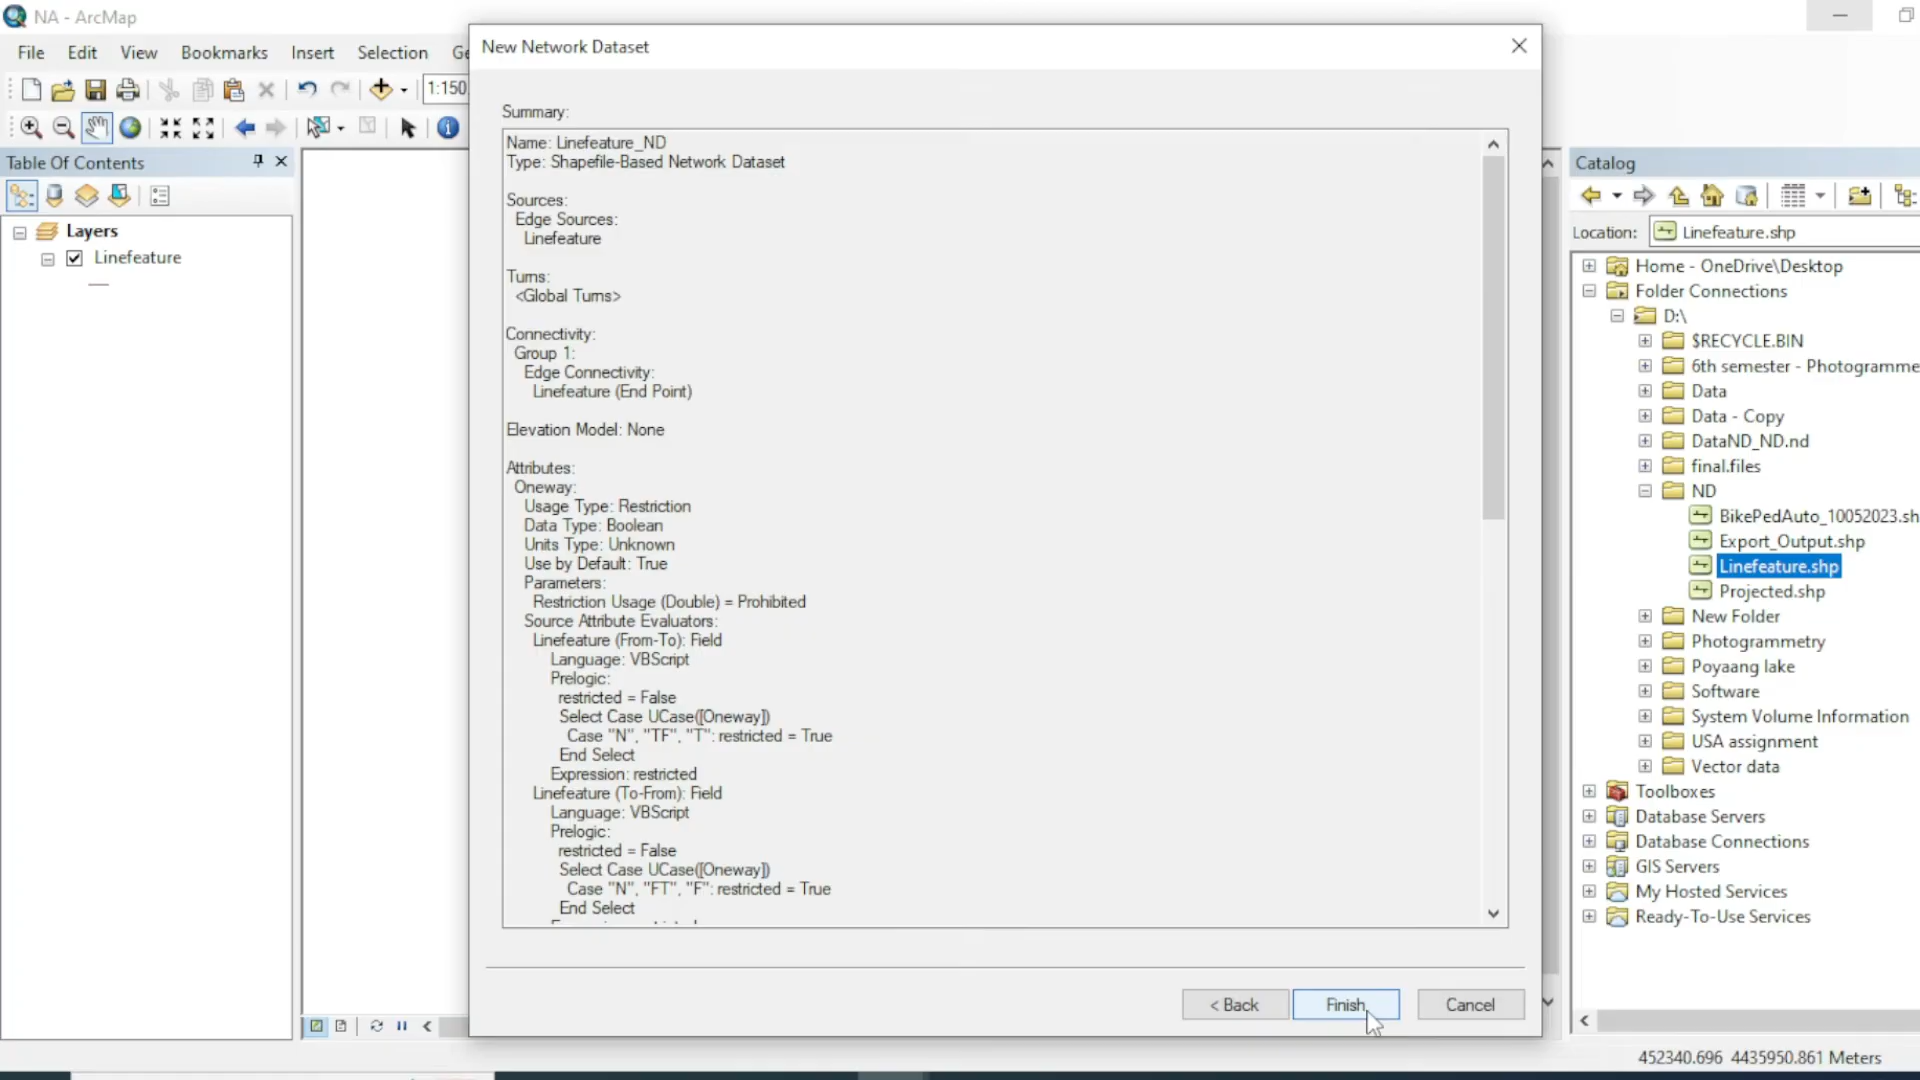 NA - ArcMap
File Edit View Bookmarks Insert Selection Ge
1:150
Table Of Contents
Layers
Linefeature
New Network Dataset
Summary:
Name: Linefeature_ND
Type: Shapefile-Based Network Dataset
Sources:
Edge Sources:
Linefeature
Turns:
<Global Turns>
Connectivity:
Group 1:
Edge Connectivity:
Linefeature (End Point)
Elevation Model: None
Attributes:
Oneway:
Usage Type: Restriction
Data Type: Boolean
Units Type: Unknown
Use by Default: True
Parameters:
Restriction Usage (Double) = Prohibited
Source Attribute Evaluators:
Linefeature (From-To): Field
Language: VBScript
Prelogic:
restricted = False
Select Case UCase([Oneway])
Case "N", "TF", "T": restricted = True
End Select
Expression: restricted
Linefeature (To-From): Field
Language: VBScript
Prelogic:
restricted = False
Select Case UCase([Oneway])
Case "N", "FT", "F": restricted = True
End Select
< Back Finish Cancel
Catalog
Location: Linefeature.shp
Home - OneDrive\Desktop
Folder Connections
D:\
$RECYCLE.BIN
6th semester - Photogramme
Data
Data - Copy
DataND_ND.nd
final.files
ND
BikePedAuto_10052023.sh
Export_Output.shp
Linefeature.shp
Projected.shp
New Folder
Photogrammetry
Poyaang lake
Software
System Volume Information
USA assignment
Vector data
Toolboxes
Database Servers
Database Connections
GIS Servers
My Hosted Services
Ready-To-Use Services
452340.696 4435950.861 Meters